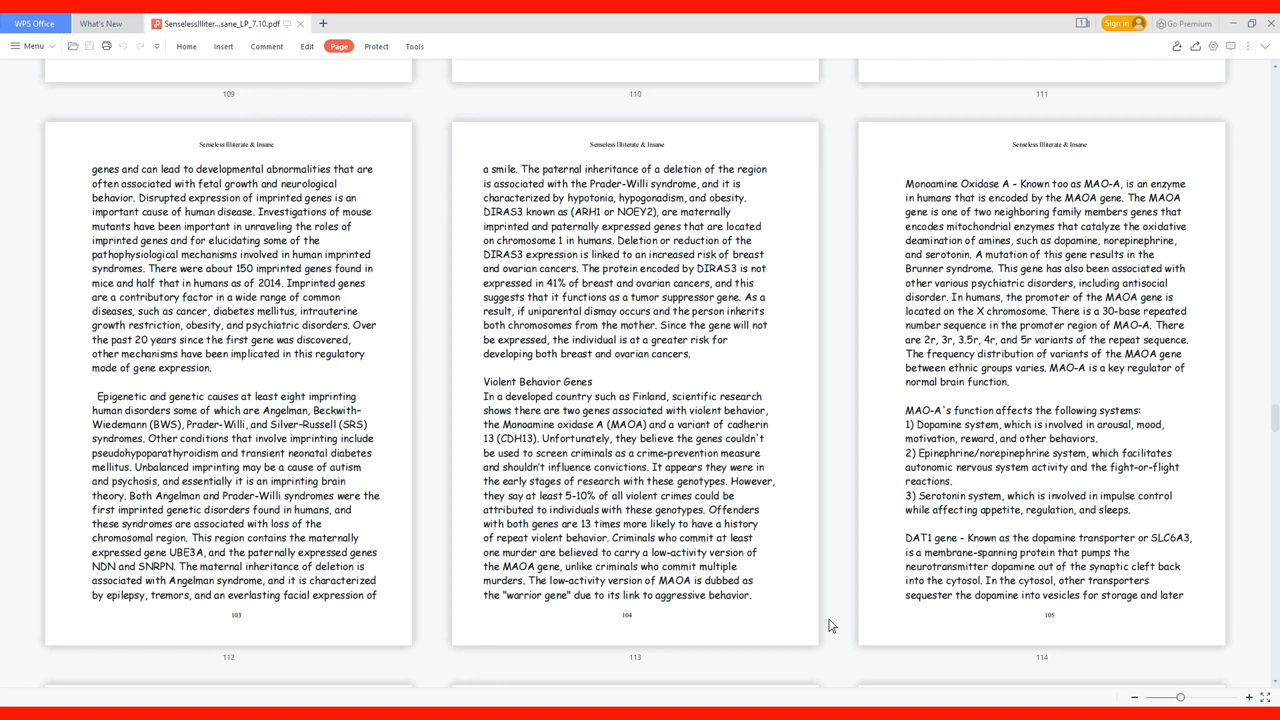 WPS Office
What's New
SenselessIlliter...sane_LP_7.10.pdf
Sign in
Go Premium
Menu
Home
Insert
Comment
Edit
Page
Protect
Tools
109
110
111
Senseless Illiterate & Insane
genes and can lead to developmental abnormalities that are
often associated with fetal growth and neurological
behavior. Disrupted expression of imprinted genes is an
important cause of human disease. Investigations of mouse
mutants have been important in unraveling the roles of
imprinted genes and for elucidating some of the
pathophysiological mechanisms involved in human imprinted
syndromes. There were about 150 imprinted genes found in
mice and half that in humans as of 2014. Imprinted genes
are a contributory factor in a wide range of common
diseases, such as cancer, diabetes mellitus, intrauterine
growth restriction, obesity, and psychiatric disorders. Over
the past 20 years since the first gene was discovered,
other mechanisms have been implicated in this regulatory
mode of gene expression.
Epigenetic and genetic causes at least eight imprinting
human disorders some of which are Angelman, Beckwith–
Wiedemann (BWS), Prader-Willi, and Silver–Russell (SRS)
syndromes. Other conditions that involve imprinting include
pseudohypoparathyroidism and transient neonatal diabetes
mellitus. Unbalanced imprinting may be a cause of autism
and psychosis, and essentially it is an imprinting brain
theory. Both Angelman and Prader-Willi syndromes were the
first imprinted genetic disorders found in humans, and
these syndromes are associated with loss of the
chromosomal region. This region contains the maternally
expressed gene UBE3A, and the paternally expressed genes
NDN and SNRPN. The maternal inheritance of deletion is
associated with Angelman syndrome, and it is characterized
by epilepsy, tremors, and an everlasting facial expression of
103
112
Senseless Illiterate & Insane
a smile. The paternal inheritance of a deletion of the region
is associated with the Prader-Willi syndrome, and it is
characterized by hypotonia, hypogonadism, and obesity.
DIRAS3 known as (ARH1 or NOEY2), are maternally
imprinted and paternally expressed genes that are located
on chromosome 1 in humans. Deletion or reduction of the
DIRAS3 expression is linked to an increased risk of breast
and ovarian cancers. The protein encoded by DIRAS3 is not
expressed in 41% of breast and ovarian cancers, and this
suggests that it functions as a tumor suppressor gene. As a
result, if uniparental dismay occurs and the person inherits
both chromosomes from the mother. Since the gene will not
be expressed, the individual is at a greater risk for
developing both breast and ovarian cancers.
Violent Behavior Genes
In a developed country such as Finland, scientific research
shows there are two genes associated with violent behavior,
the Monoamine oxidase A (MAOA) and a variant of cadherin
13 (CDH13). Unfortunately, they believe the genes couldn't
be used to screen criminals as a crime-prevention measure
and shouldn't influence convictions. It appears they were in
the early stages of research with these genotypes. However,
they say at least 5-10% of all violent crimes could be
attributed to individuals with these genotypes. Offenders
with both genes are 13 times more likely to have a history
of repeat violent behavior. Criminals who commit at least
one murder are believed to carry a low-activity version of
the MAOA gene, unlike criminals who commit multiple
murders. The low-activity version of MAOA is dubbed as
the "warrior gene" due to its link to aggressive behavior.
104
113
Senseless Illiterate & Insane
Monoamine Oxidase A - Known too as MAO-A, is an enzyme
in humans that is encoded by the MAOA gene. The MAOA
gene is one of two neighboring family members genes that
encodes mitochondrial enzymes that catalyze the oxidative
deamination of amines, such as dopamine, norepinephrine,
and serotonin. A mutation of this gene results in the
Brunner syndrome. This gene has also been associated with
other various psychiatric disorders, including antisocial
disorder. In humans, the promoter of the MAOA gene is
located on the X chromosome. There is a 30-base repeated
number sequence in the promoter region of MAO-A. There
are 2r, 3r, 3.5r, 4r, and 5r variants of the repeat sequence.
The frequency distribution of variants of the MAOA gene
between ethnic groups varies. MAO-A is a key regulator of
normal brain function.
MAO-A's function affects the following systems:
1) Dopamine system, which is involved in arousal, mood,
motivation, reward, and other behaviors.
2) Epinephrine/norepinephrine system, which facilitates
autonomic nervous system activity and the fight-or-flight
reactions.
3) Serotonin system, which is involved in impulse control
while affecting appetite, regulation, and sleeps.
DAT1 gene - Known as the dopamine transporter or SLC6A3,
is a membrane-spanning protein that pumps the
neurotransmitter dopamine out of the synaptic cleft back
into the cytosol. In the cytosol, other transporters
sequester the dopamine into vesicles for storage and later
105
114